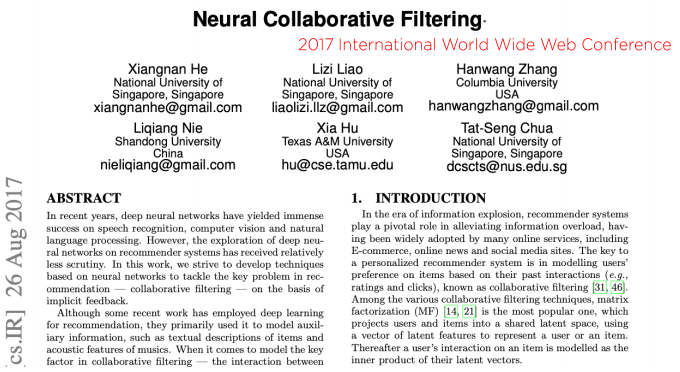 Neural Collaborative Filtering*
2017 International World Wide Web Conference
Xiangnan He
National University of
Singapore, Singapore
xiangnanhe@gmail.com
Lizi Liao
National University of
Singapore, Singapore
liaolizi.llz@gmail.com
Hanwang Zhang
Columbia University
USA
hanwangzhang@gmail.com
Liqiang Nie
Shandong University
China
nieliqiang@gmail.com
Xia Hu
Texas A&M University
USA
hu@cse.tamu.edu
Tat-Seng Chua
National University of
Singapore, Singapore
dcscts@nus.edu.sg
[cs.IR] 26 Aug 2017
ABSTRACT
In recent years, deep neural networks have yielded immense
success on speech recognition, computer vision and natural
language processing. However, the exploration of deep neu-
ral networks on recommender systems has received relatively
less scrutiny. In this work, we strive to develop techniques
based on neural networks to tackle the key problem in rec-
ommendation — collaborative filtering — on the basis of
implicit feedback.
Although some recent work has employed deep learning
for recommendation, they primarily used it to model auxil-
iary information, such as textual descriptions of items and
acoustic features of musics. When it comes to model the key
factor in collaborative filtering — the interaction between
1. INTRODUCTION
In the era of information explosion, recommender systems
play a pivotal role in alleviating information overload, hav-
ing been widely adopted by many online services, including
E-commerce, online news and social media sites. The key to
a personalized recommender system is in modelling users'
preference on items based on their past interactions (e.g.,
ratings and clicks), known as collaborative filtering [31, 46].
Among the various collaborative filtering techniques, matrix
factorization (MF) [14, 21] is the most popular one, which
projects users and items into a shared latent space, using
a vector of latent features to represent a user or an item.
Thereafter a user's interaction on an item is modelled as the
inner product of their latent vectors.